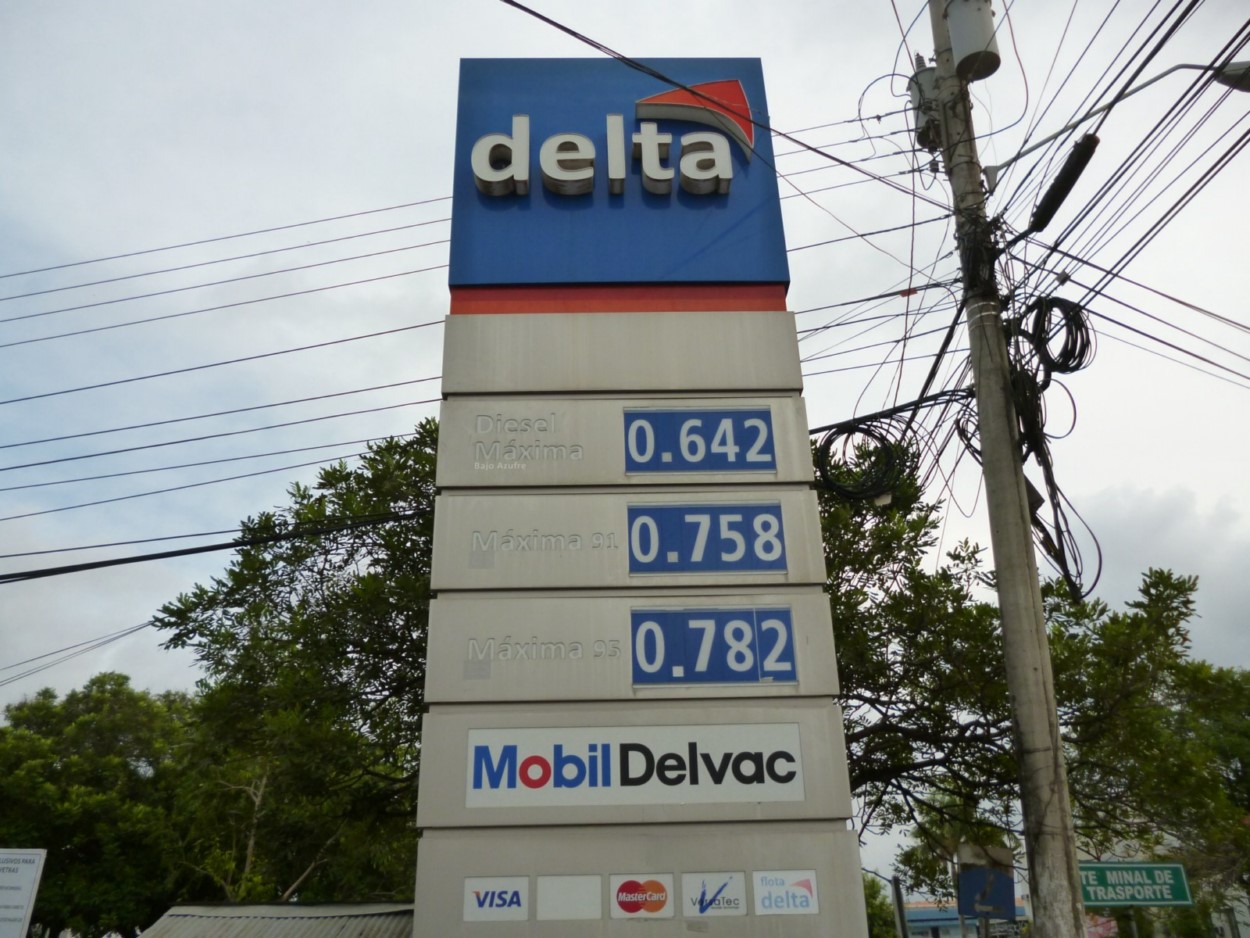 delta
Diesel
Máxima
Bajo Azufre
0.642
Máxima 91
0.758
Máxima 95
0.782
Mobil Delvac
VISA
MasterCard
VersaTec
flota
delta
TE MINAL DE
TRASPORTE